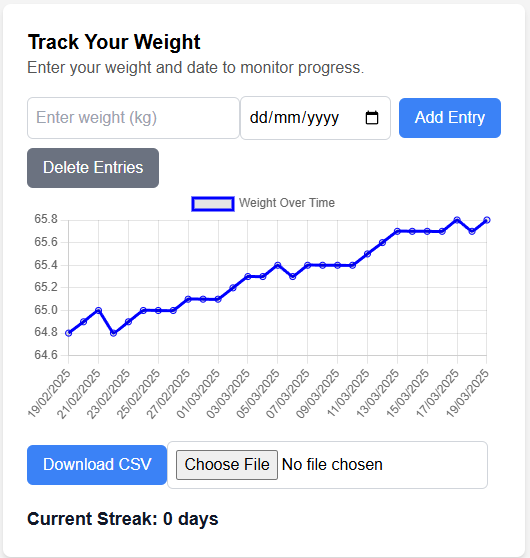 Track Your Weight
Enter your weight and date to monitor progress.
Enter weight (kg) dd/mm/yyyy Add Entry
Delete Entries
Weight Over Time
65.8
65.6
65.4
65.2
65.0
64.8
64.6
19/02/2025 21/02/2025 23/02/2025 25/02/2025 27/02/2025 01/03/2025 03/03/2025 05/03/2025 07/03/2025 09/03/2025 11/03/2025 13/03/2025 15/03/2025 17/03/2025 19/03/2025
Download CSV Choose File No file chosen
Current Streak: 0 days